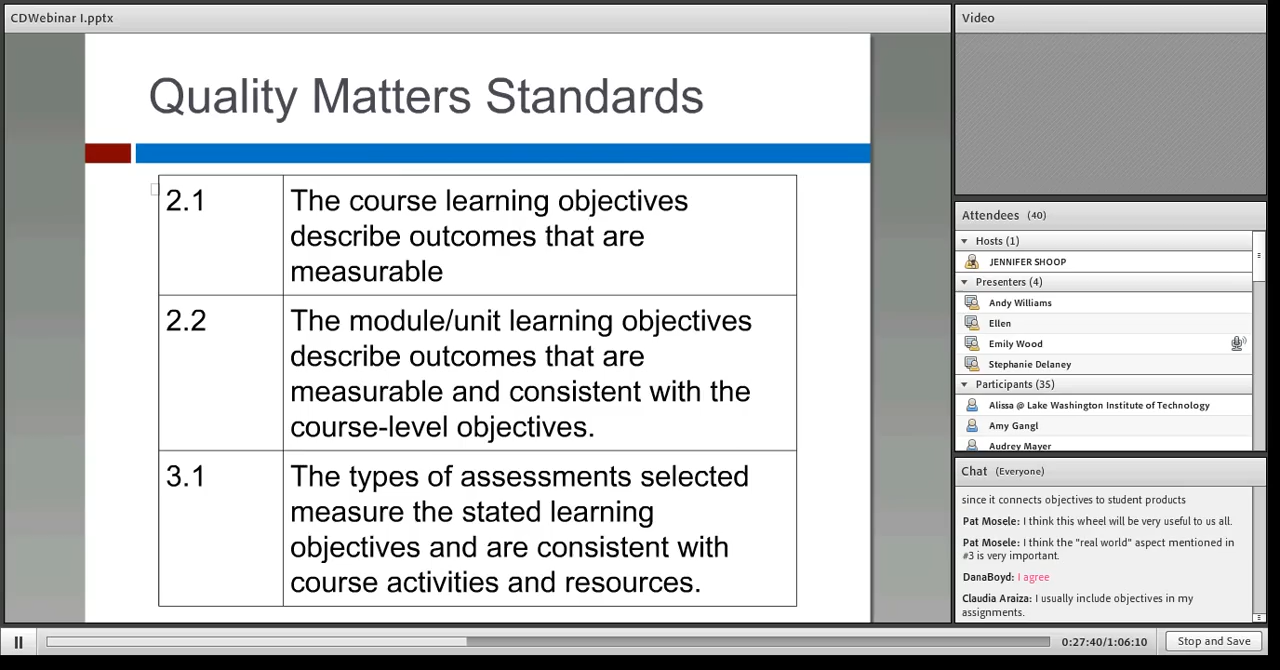 CDWebinar I.pptx
Quality Matters Standards
2.1
The course learning objectives
describe outcomes that are
measurable
2.2
The module/unit learning objectives
describe outcomes that are
measurable and consistent with the
course-level objectives.
3.1
The types of assessments selected
measure the stated learning
objectives and are consistent with
course activities and resources.
Video
Attendees (40)
Hosts (1)
JENNIFER SHOOP
Presenters (4)
Andy Williams
Ellen
Emily Wood
Stephanie Delaney
Participants (35)
Alissa @ Lake Washington Institute of Technology
Amy Gangl
Audrey Mayer
Chat (Everyone)
since it connects objectives to student products
Pat Mosele: I think this wheel will be very useful to us all.
Pat Mosele: I think the "real world" aspect mentioned in
#3 is very important.
DanaBoyd: I agree
Claudia Araiza: I usually include objectives in my
assignments.
0:27:40/1:06:10
Stop and Save